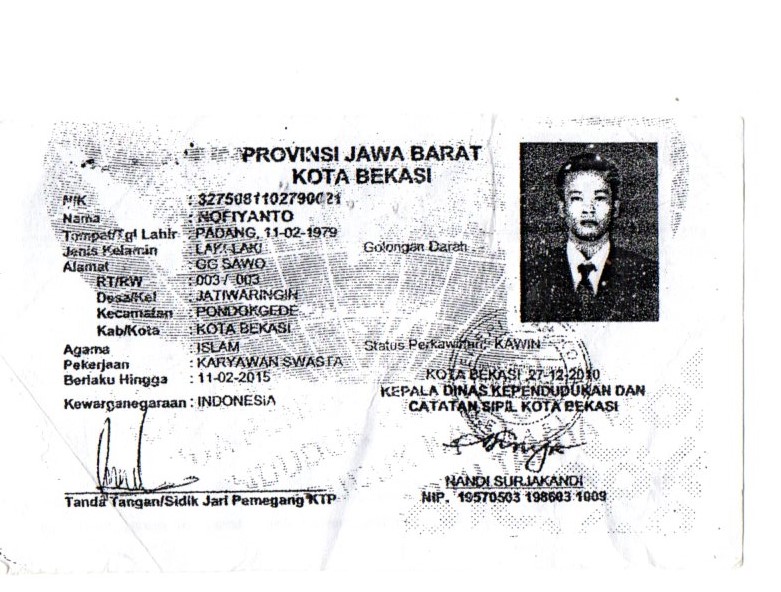 PROVINSI JAWA BARAT
KOTA BEKASI
NIK : 3275081102790021
Nama : NOFIYANTO
Tempat/Tgl Lahir : PADANG, 11-02-1979
Jenis Kelamin : LAKI-LAKI Golongan Darah
Alamat : GG SAWO
RT/RW : 003 / 003
Desa/Kel : JATIWARINGIN
Kecamatan : PONDOKGEDE
Kab/Kota : KOTA BEKASI
Agama : ISLAM Status Perkawinan : KAWIN
Pekerjaan : KARYAWAN SWASTA
Berlaku Hingga : 11-02-2015
Kewarganegaraan : INDONESIA
KOTA BEKASI 27-12-2010
KEPALA DINAS KEPENDUDUKAN DAN
CATATAN SIPIL KOTA BEKASI
Tanda Tangan/Sidik Jari Pemegang KTP
NANDI SURJAKANDI
NIP. 19570503 198603 1009